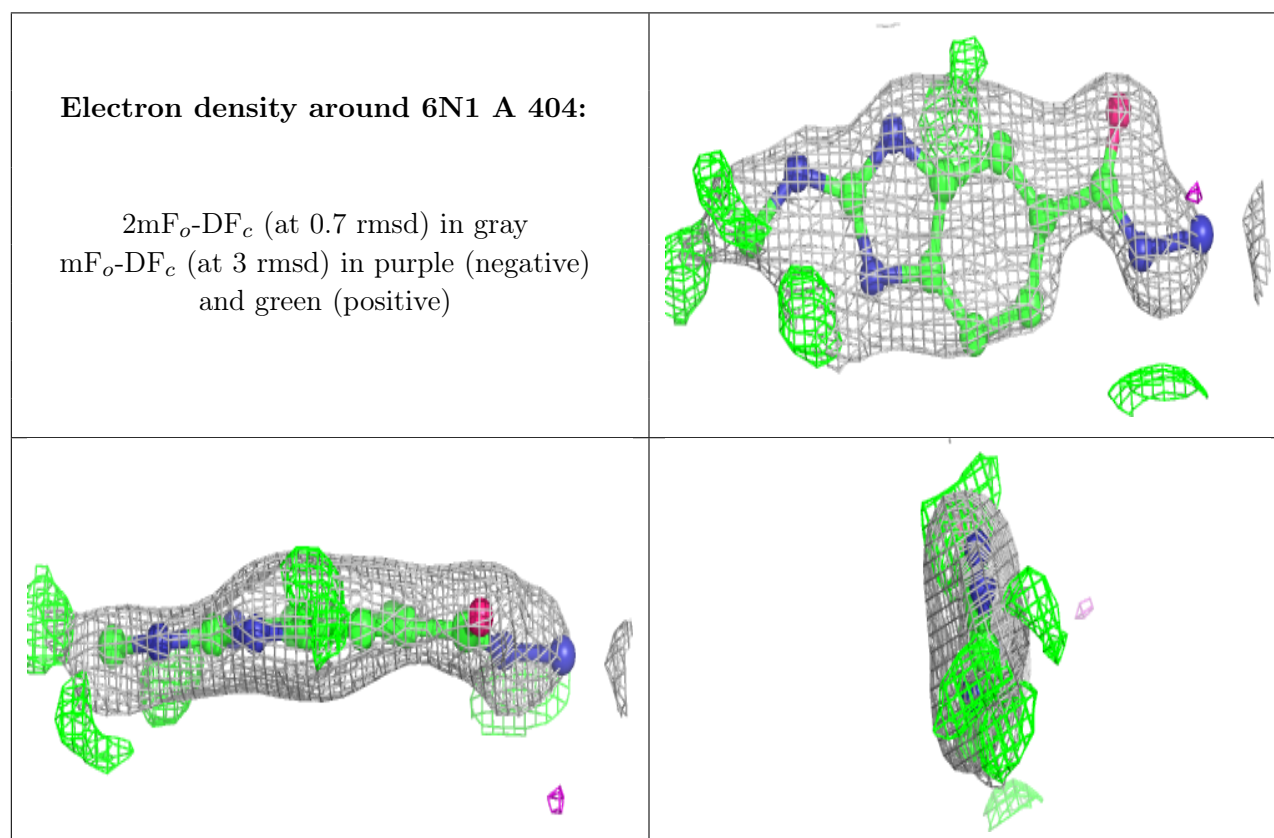 Electron density around 6N1 A 404:
2mFo-DFc (at 0.7 rmsd) in gray
mFo-DFc (at 3 rmsd) in purple (negative)
and green (positive)